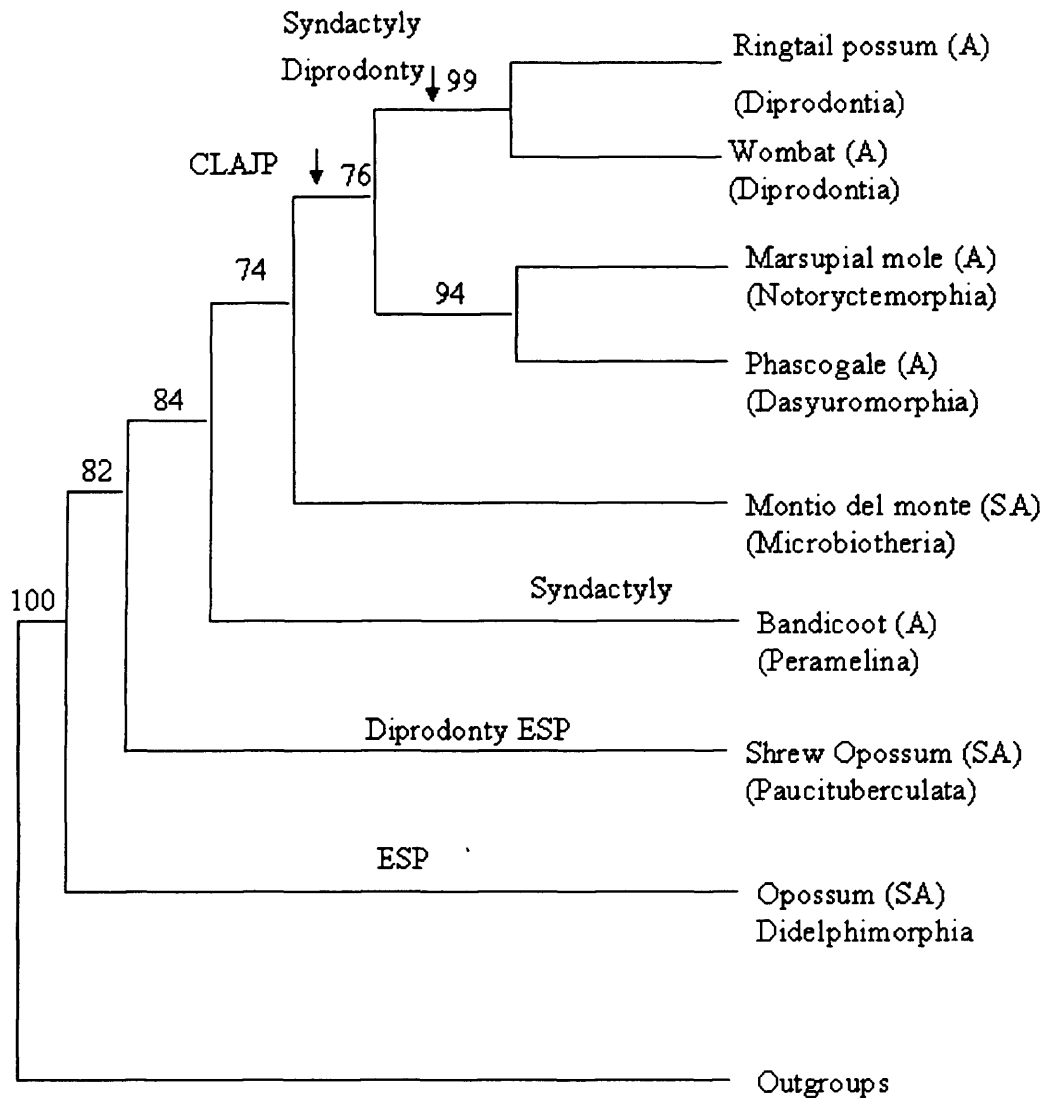 Syndactyly
Diprodonty
99
Ringtail possum (A)
(Diprodontia)
CLAJP
76
Wombat (A)
(Diprodontia)
74
Marsupial mole (A)
(Notoryctemorphia)
94
Phascogale (A)
(Dasyuromorphia)
84
82
Montio del monte (SA)
(Microbiotheria)
100
Syndactyly
Bandicoot (A)
(Peramelina)
Diprodonty ESP
Shrew Opossum (SA)
(Paucituberculata)
ESP
Opossum (SA)
Didelphimorphia
Outgroups